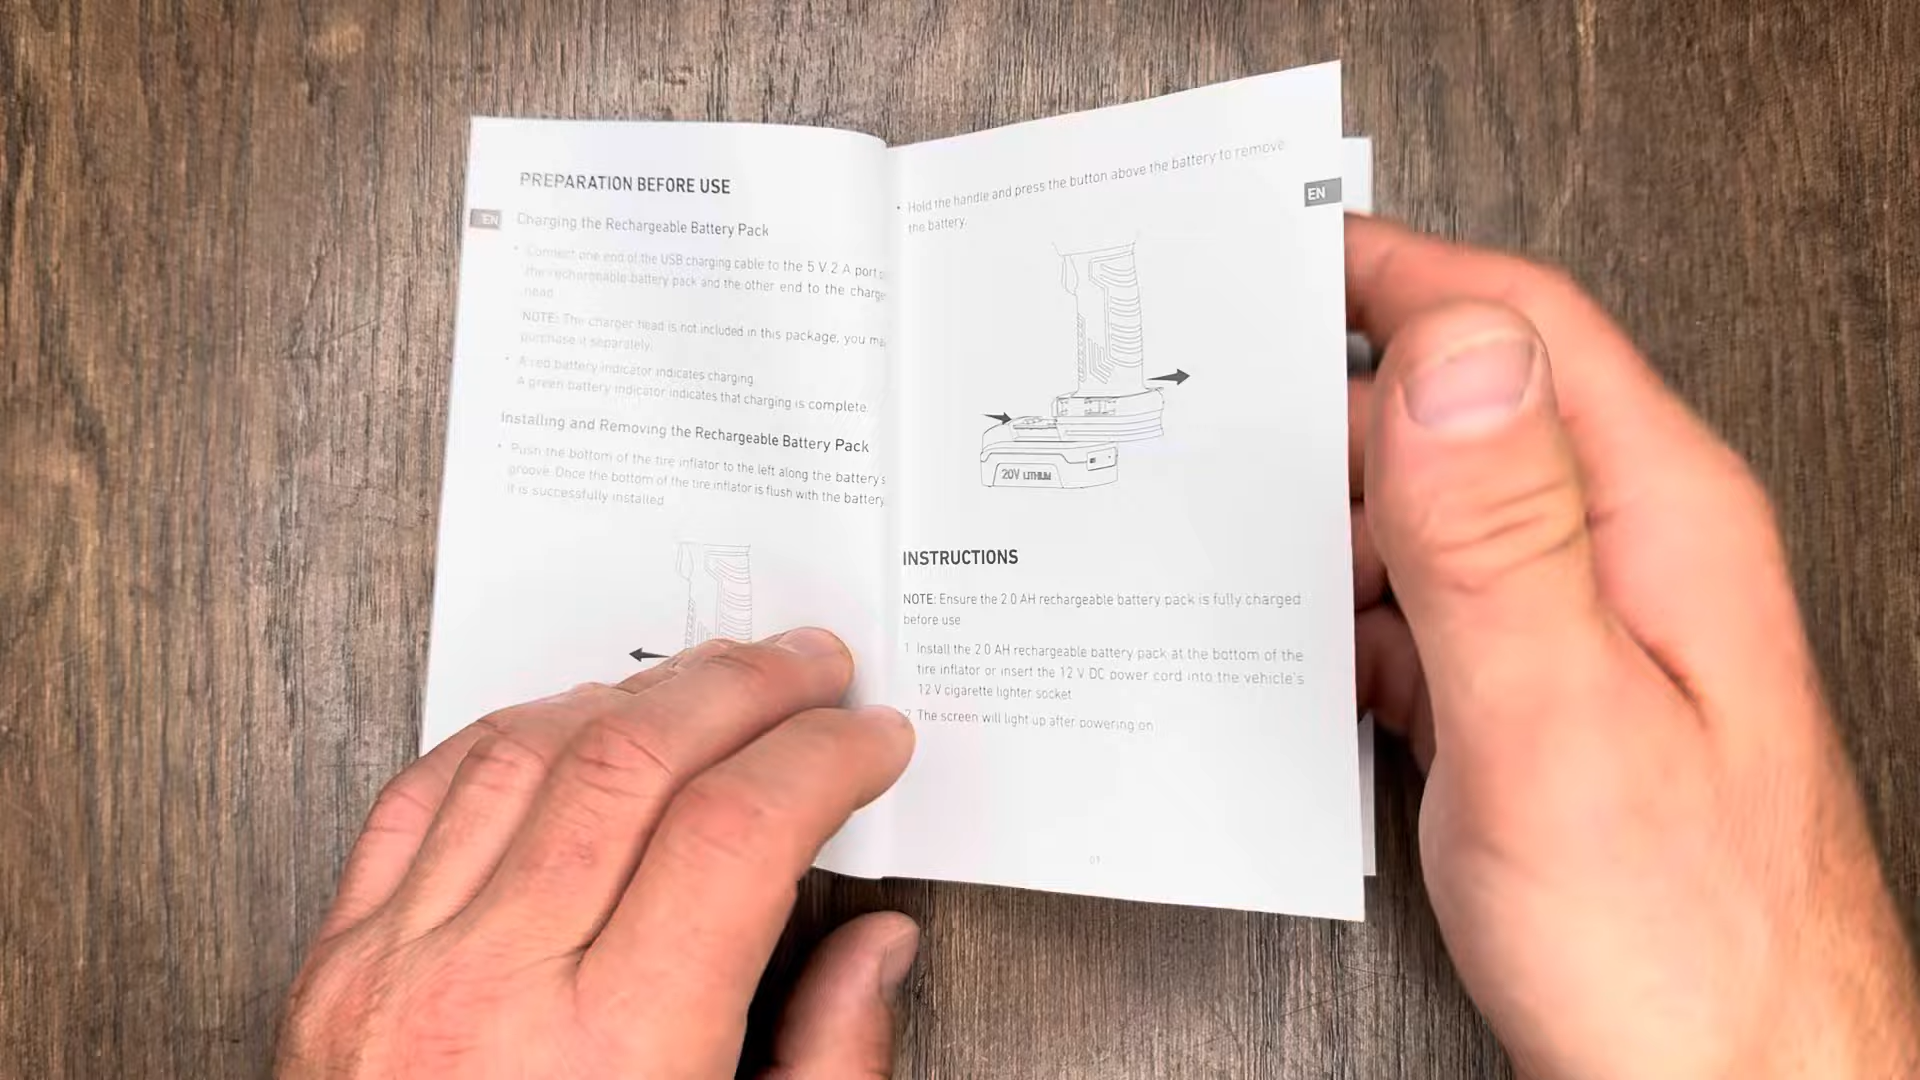 PREPARATION BEFORE USE
EN
Charging the Rechargeable Battery Pack
• Connect one end of the USB charging cable to the 5 V 2 A port
the rechargeable battery pack and the other end to the
head.
NOTE: The charger head is not included in this package, you
purchase it separately.
• A red battery indicator indicates charging
A green battery indicator indicates that charging is complete.
Installing and Removing the Rechargeable Battery Pack
• Push the bottom of the tire inflator to the left along the battery's
groove. Once the bottom of the tire inflator is flush with the battery
it is successfully installed
• Hold the handle and press the button above the battery to remove
the battery.
EN
20V LITHIUM
INSTRUCTIONS
NOTE: Ensure the 2.0 AH rechargeable battery pack is fully charged
before use
1 Install the 2.0 AH rechargeable battery pack at the bottom of the
tire inflator or insert the 12 V DC power cord into the vehicle's
12 V cigarette lighter socket
2 The screen will light up after powering on
01